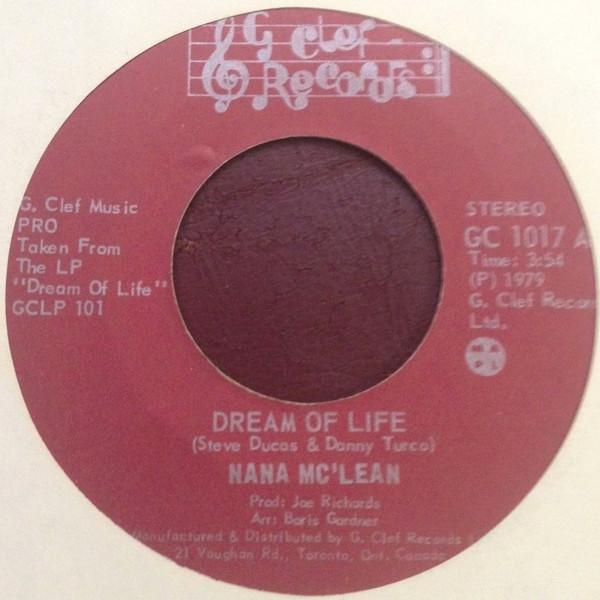 G Clef
Records
G. Clef Music
PRO
Taken From
The LP
"Dream Of Life"
GCLP 101
STEREO
GC 1017 A
Time: 3:54
(P) 1979
G. Clef Records
Ltd.
DREAM OF LIFE
(Steve Ducas & Danny Turco)
NANA MC'LEAN
Prod: Joe Richards
Arr: Boris Gardner
Manufactured & Distributed by G. Clef Records
21 Vaughan Rd., Toronto, Ont. Canada